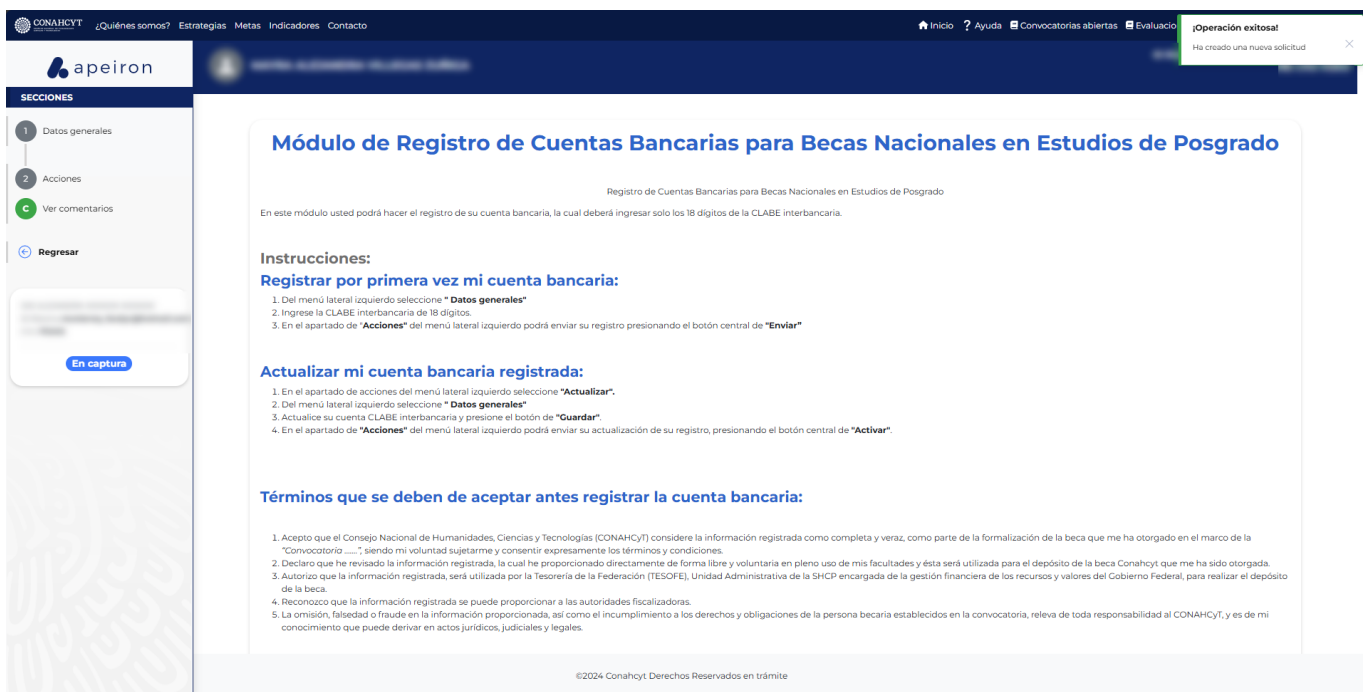 CONAHCYT ¿Quiénes somos? Estrategias Metas Indicadores Contacto
Inicio ? Ayuda Convocatorias abiertas Evaluacio
¡Operación exitosa!
Ha creado una nueva solicitud
apeiron
SECCIONES
1 Datos generales
2 Acciones
C Ver comentarios
Regresar
En captura
Módulo de Registro de Cuentas Bancarias para Becas Nacionales en Estudios de Posgrado
Registro de Cuentas Bancarias para Becas Nacionales en Estudios de Posgrado
En este módulo usted podrá hacer el registro de su cuenta bancaria, la cual deberá ingresar solo los 18 dígitos de la CLABE interbancaria.
Instrucciones:
Registrar por primera vez mi cuenta bancaria:
1. Del menú lateral izquierdo seleccione " Datos generales"
2. Ingrese la CLABE interbancaria de 18 dígitos.
3. En el apartado de "Acciones" del menú lateral izquierdo podrá enviar su registro presionando el botón central de "Enviar"
Actualizar mi cuenta bancaria registrada:
1. En el apartado de acciones del menú lateral izquierdo seleccione "Actualizar".
2. Del menú lateral izquierdo seleccione " Datos generales"
3. Actualice su cuenta CLABE interbancaria y presione el botón de "Guardar".
4. En el apartado de "Acciones" del menú lateral izquierdo podrá enviar su actualización de su registro, presionando el botón central de "Activar".
Términos que se deben de aceptar antes registrar la cuenta bancaria:
1. Acepto que el Consejo Nacional de Humanidades, Ciencias y Tecnologías (CONAHCyT) considere la información registrada como completa y veraz, como parte de la formalización de la beca que me ha otorgado en el marco de la
"Convocatoria ......", siendo mi voluntad sujetarme y consentir expresamente los términos y condiciones.
2. Declaro que he revisado la información registrada, la cual he proporcionado directamente de forma libre y voluntaria en pleno uso de mis facultades y ésta será utilizada para el depósito de la beca Conahcyt que me ha sido otorgada.
3. Autorizo que la información registrada, será utilizada por la Tesorería de la Federación (TESOFE), Unidad Administrativa de la SHCP encargada de la gestión financiera de los recursos y valores del Gobierno Federal, para realizar el depósito
de la beca.
4. Reconozco que la información registrada se puede proporcionar a las autoridades fiscalizadoras.
5. La omisión, falsedad o fraude en la información proporcionada, así como el incumplimiento a los derechos y obligaciones de la persona becaria establecidos en la convocatoria, releva de toda responsabilidad al CONAHCyT, y es de mi
conocimiento que puede derivar en actos jurídicos, judiciales y legales.
©2024 Conahcyt Derechos Reservados en trámite